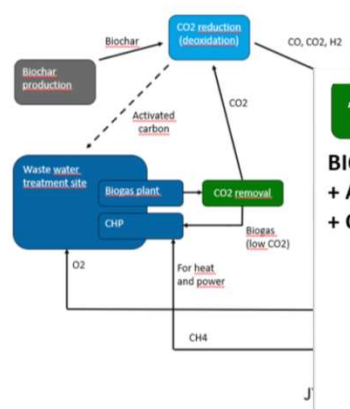 CO2 reduction
(deoxidation)
Biochar
CO, CO2, H2
Biochar
production
CO2
Activated
carbon
Waste water
treatment site
Biogas plant
CO2 removal
CHP
Biogas
(low CO2)
O2
For heat
and power
CH4
+
+